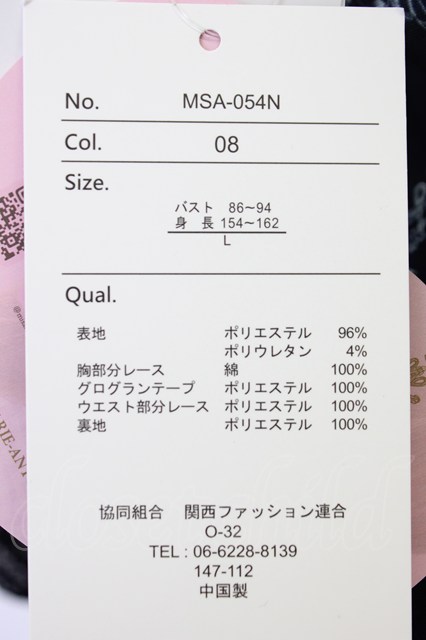 No. MSA-054N
Col. 08
Size.
バスト 86～94
身 長 154～162
L
Qual.
表地 ポリエステル 96%
ポリウレタン 4%
胸部分レース 綿 100%
グログランテープ ポリエステル 100%
ウエスト部分レース ポリエステル 100%
裏地 ポリエステル 100%
協同組合 関西ファッション連合
O-32
TEL : 06-6228-8139
147-112
中国製